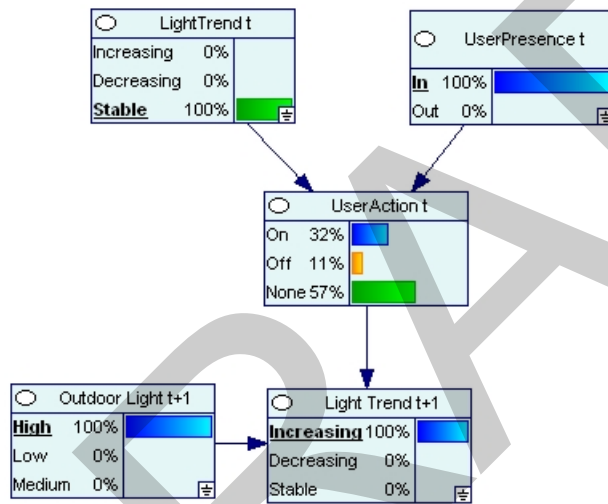 LightTrend t
Increasing 0%
Decreasing 0%
Stable 100%
UserPresence t
In 100%
Out 0%
UserAction t
On 32%
Off 11%
None 57%
Outdoor Light t+1
High 100%
Low 0%
Medium 0%
Light Trend t+1
Increasing 100%
Decreasing 0%
Stable 0%